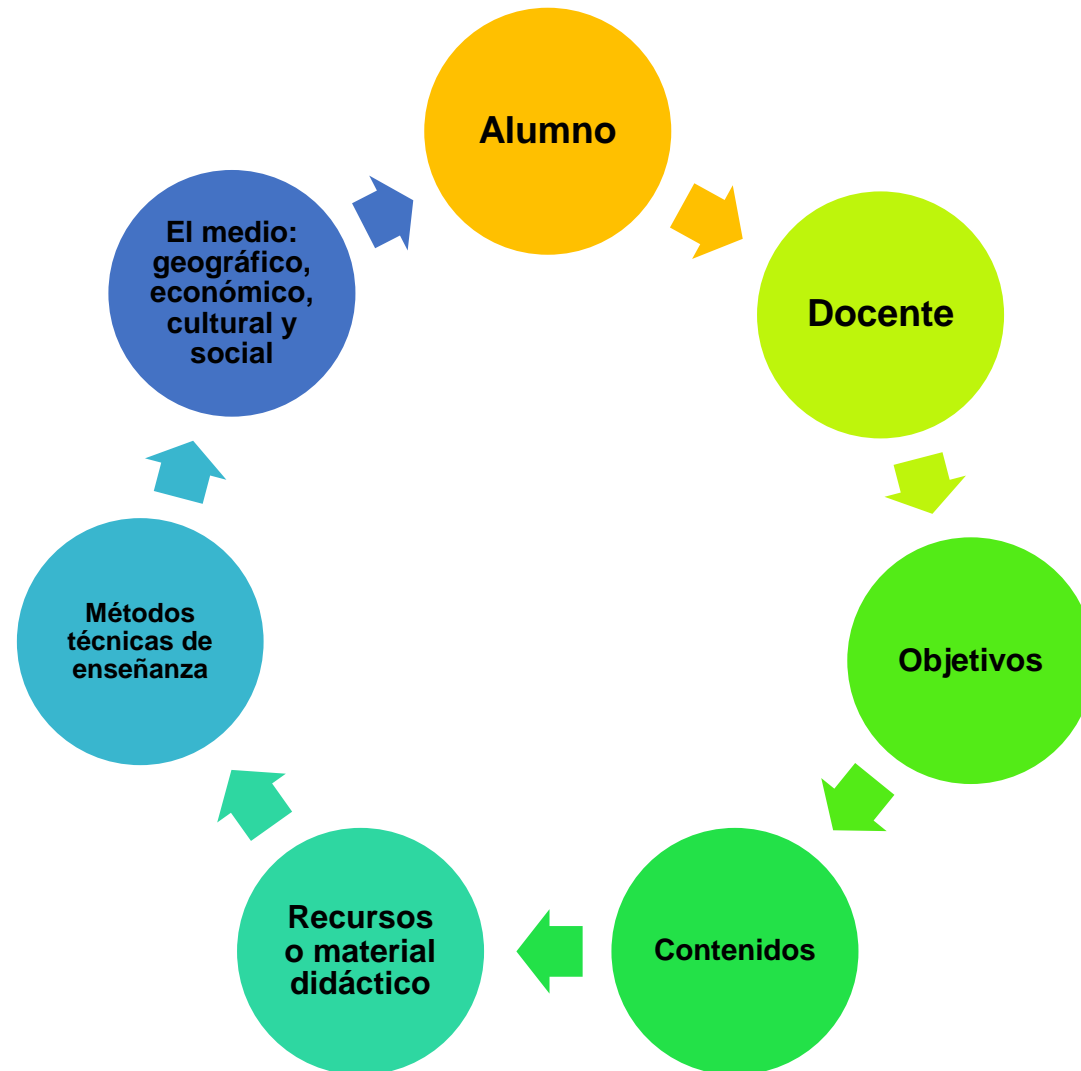 Alumno
Docente
Objetivos
Contenidos
Recursos
o material
didáctico
Métodos
técnicas de
enseñanza
El medio:
geográfico,
económico,
cultural y
social